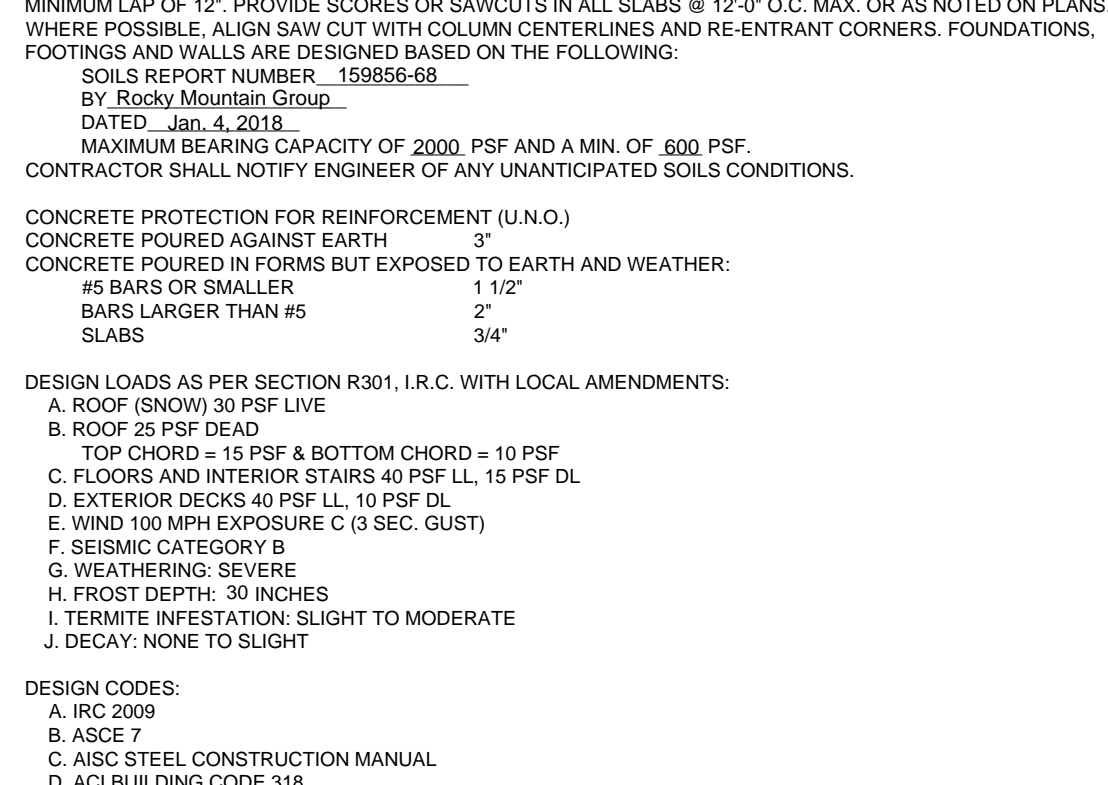 MINIMUM LAP OF 12". PROVIDE SCORES OR SAWCUTS IN ALL SLABS @ 12'-0" O.C. MAX. OR AS NOTED ON PLANS.
WHERE POSSIBLE, ALIGN SAW CUT WITH COLUMN CENTERLINES AND RE-ENTRANT CORNERS. FOUNDATIONS,
FOOTINGS AND WALLS ARE DESIGNED BASED ON THE FOLLOWING:
SOILS REPORT NUMBER 159856-68
BY Rocky Mountain Group
DATED Jan. 4, 2018
MAXIMUM BEARING CAPACITY OF 2000 PSF AND A MIN. OF 600 PSF.
CONTRACTOR SHALL NOTIFY ENGINEER OF ANY UNANTICIPATED SOILS CONDITIONS.
CONCRETE PROTECTION FOR REINFORCEMENT (U.N.O.)
CONCRETE POURED AGAINST EARTH 3"
CONCRETE POURED IN FORMS BUT EXPOSED TO EARTH AND WEATHER:
#5 BARS OR SMALLER 1 1/2"
BARS LARGER THAN #5 2"
SLABS 3/4"
DESIGN LOADS AS PER SECTION R301, I.R.C. WITH LOCAL AMENDMENTS:
A. ROOF (SNOW) 30 PSF LIVE
B. ROOF 25 PSF DEAD
TOP CHORD = 15 PSF & BOTTOM CHORD = 10 PSF
C. FLOORS AND INTERIOR STAIRS 40 PSF LL, 15 PSF DL
D. EXTERIOR DECKS 40 PSF LL, 10 PSF DL
E. WIND 100 MPH EXPOSURE C (3 SEC. GUST)
F. SEISMIC CATEGORY B
G. WEATHERING: SEVERE
H. FROST DEPTH: 30 INCHES
I. TERMITE INFESTATION: SLIGHT TO MODERATE
J. DECAY: NONE TO SLIGHT
DESIGN CODES:
A. IRC 2009
B. ASCE 7
C. AISC STEEL CONSTRUCTION MANUAL
D. ACI BUILDING CODE 318